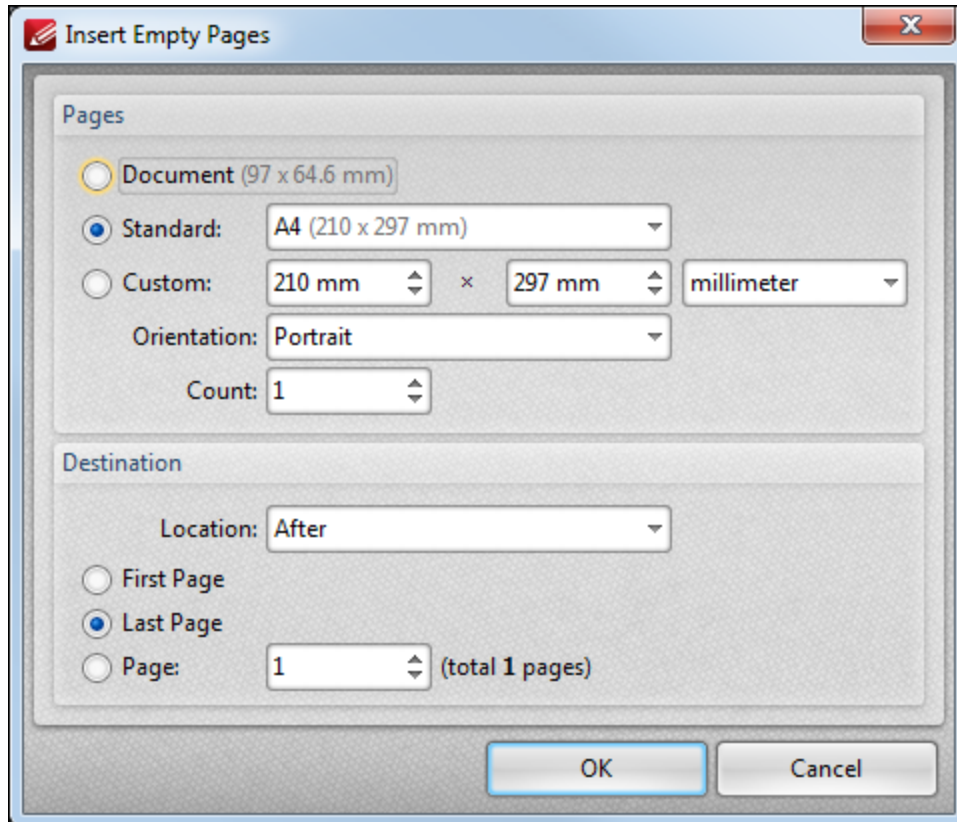 Insert Empty Pages
Pages
Document (97 x 64.6 mm)
Standard: A4 (210 x 297 mm)
Custom: 210 mm × 297 mm millimeter
Orientation: Portrait
Count: 1
Destination
Location: After
First Page
Last Page
Page: 1 (total 1 pages)
OK Cancel